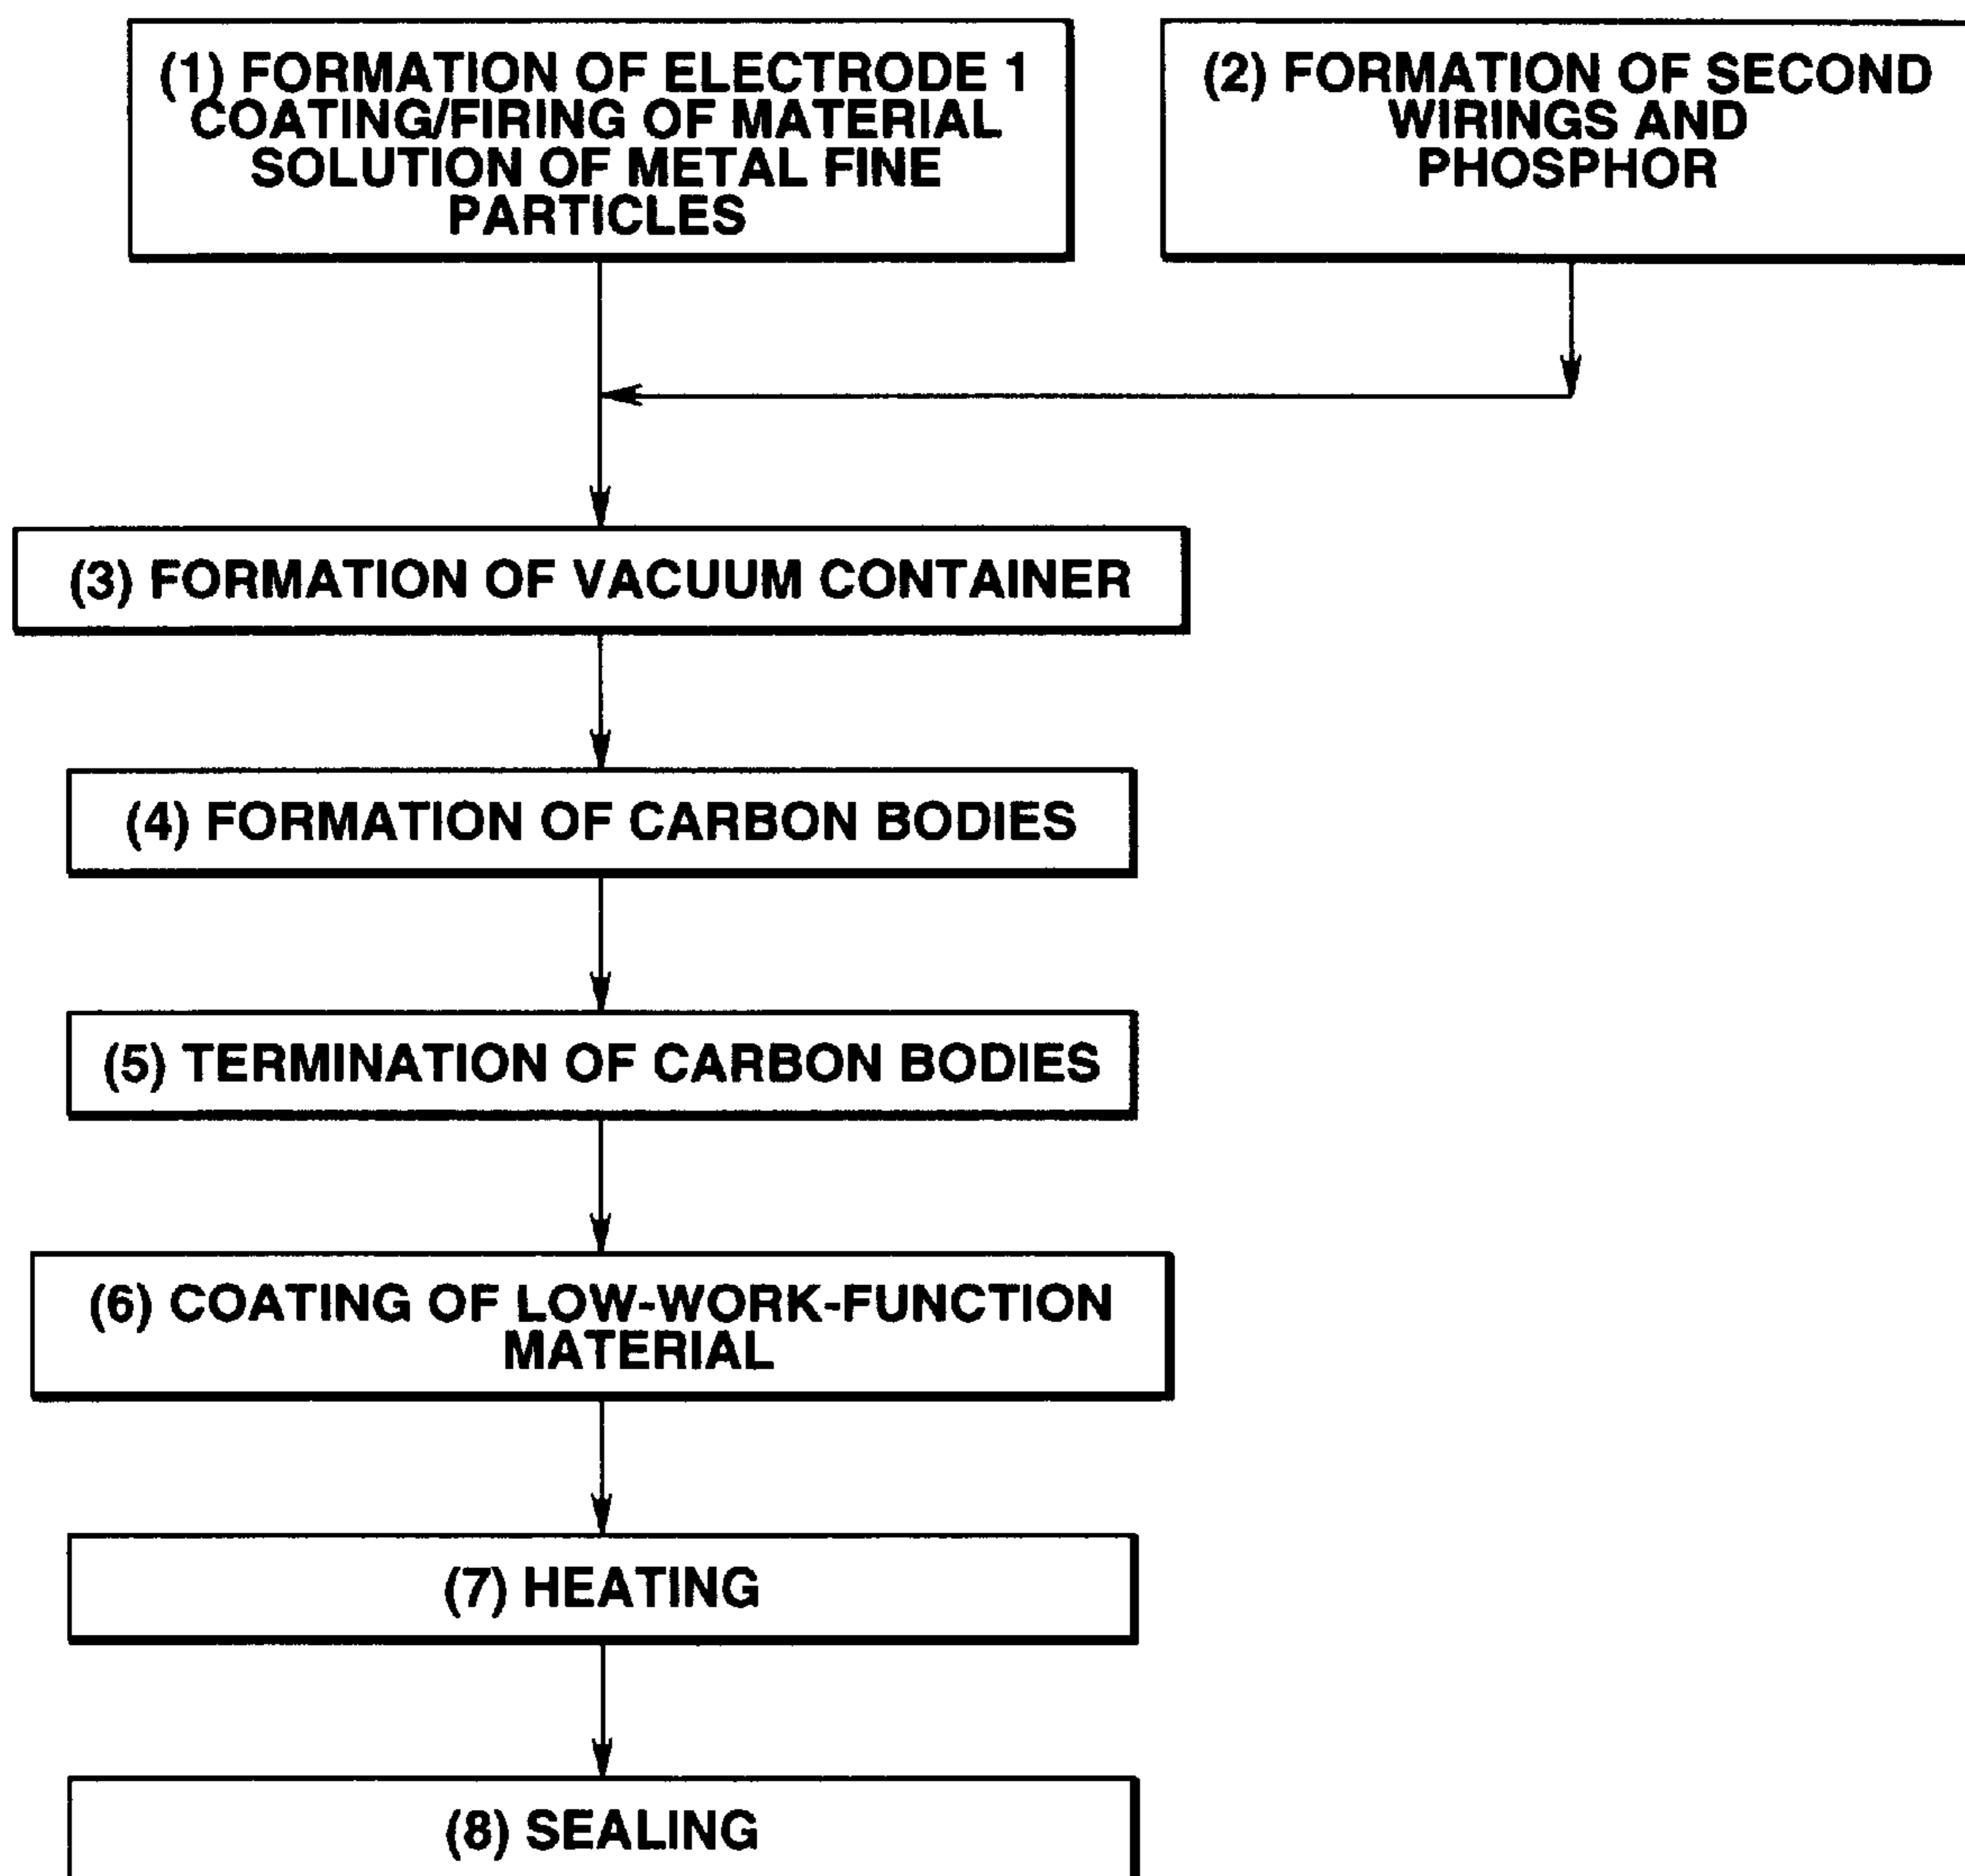 (1) FORMATION OF ELECTRODE 1
COATING/FIRING OF MATERIAL
SOLUTION OF METAL FINE
PARTICLES
(2) FORMATION OF SECOND
WIRINGS AND
PHOSPHOR
(3) FORMATION OF VACUUM CONTAINER
(4) FORMATION OF CARBON BODIES
(5) TERMINATION OF CARBON BODIES
(6) COATING OF LOW-WORK-FUNCTION
MATERIAL
(7) HEATING
(8) SEALING